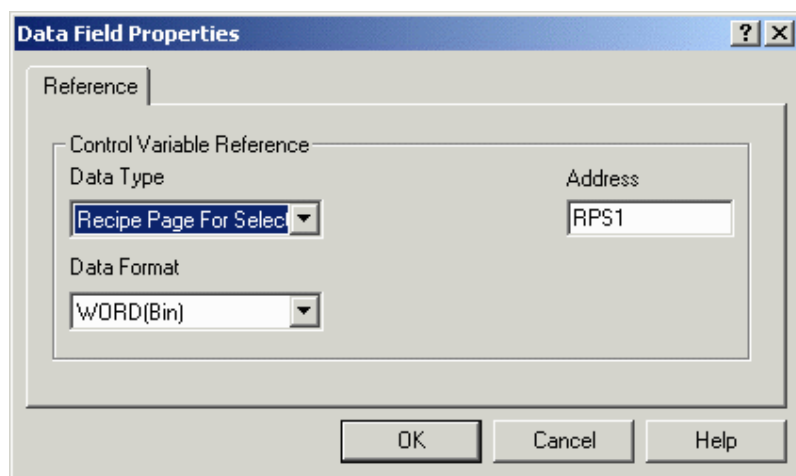 Data Field Properties
Reference
Control Variable Reference
Data Type
Address
Recipe Page For Select
RPS1
Data Format
WORD(Bin)
OK
Cancel
Help